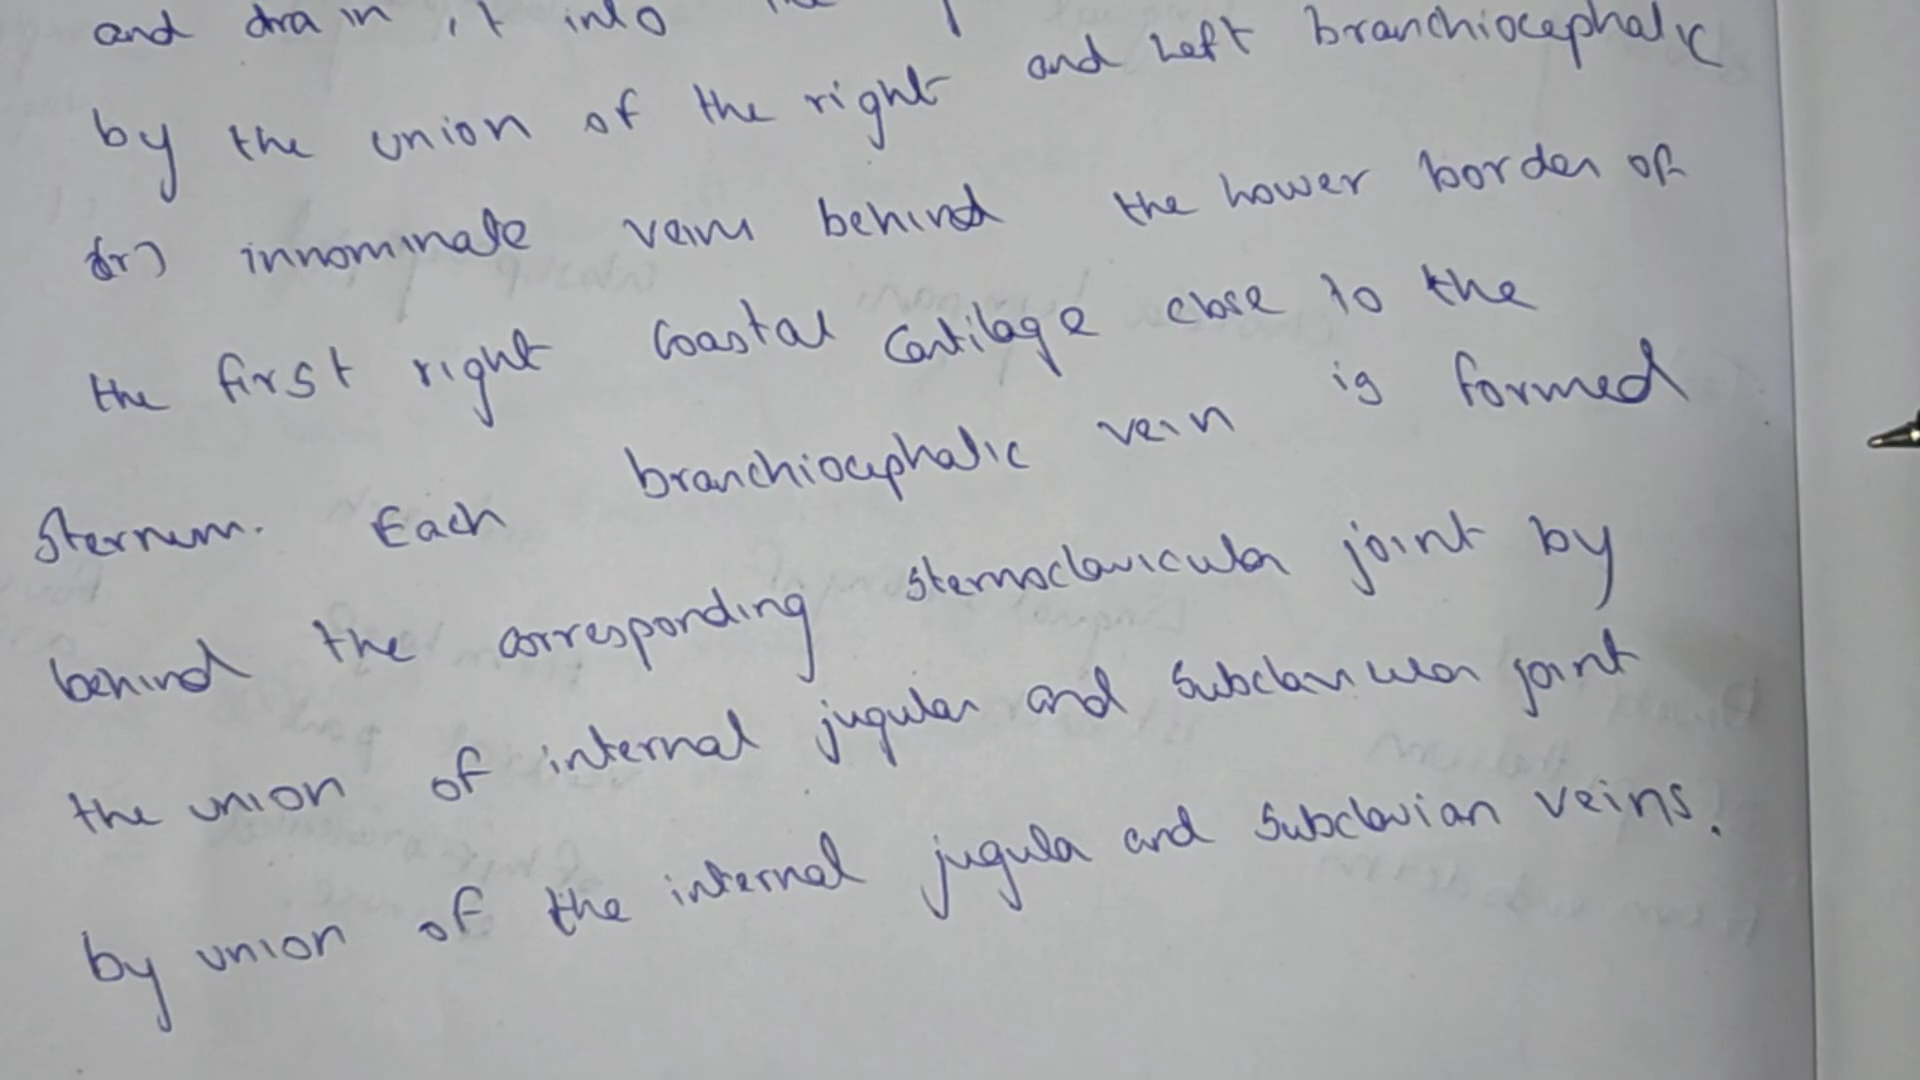 and drain it into
by the union of the right and Left branchiocephalic
(or) innominate veins behind the Lower border of
the first right Coastal Cartilage close to the
Sternum. Each branchiocephalic vein is formed
behind the corresponding sternoclavicular joint by
the union of internal jugular and subclavicular joint
by union of the internal jugula and subclavian veins.